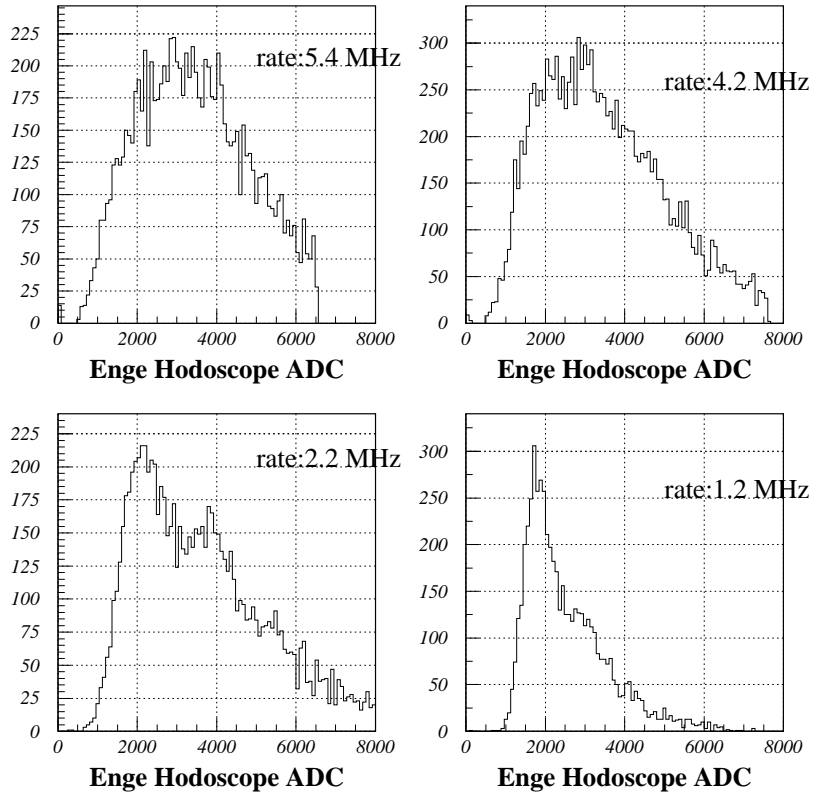 225
200
175
150
125
100
75
50
25
0
rate:5.4 MHz
0 2000 4000 6000 8000
Enge Hodoscope ADC
300
250
200
150
100
50
0
rate:4.2 MHz
0 2000 4000 6000 8000
Enge Hodoscope ADC
225
200
175
150
125
100
75
50
25
0
rate:2.2 MHz
0 2000 4000 6000 8000
Enge Hodoscope ADC
300
250
200
150
100
50
0
rate:1.2 MHz
0 2000 4000 6000 8000
Enge Hodoscope ADC